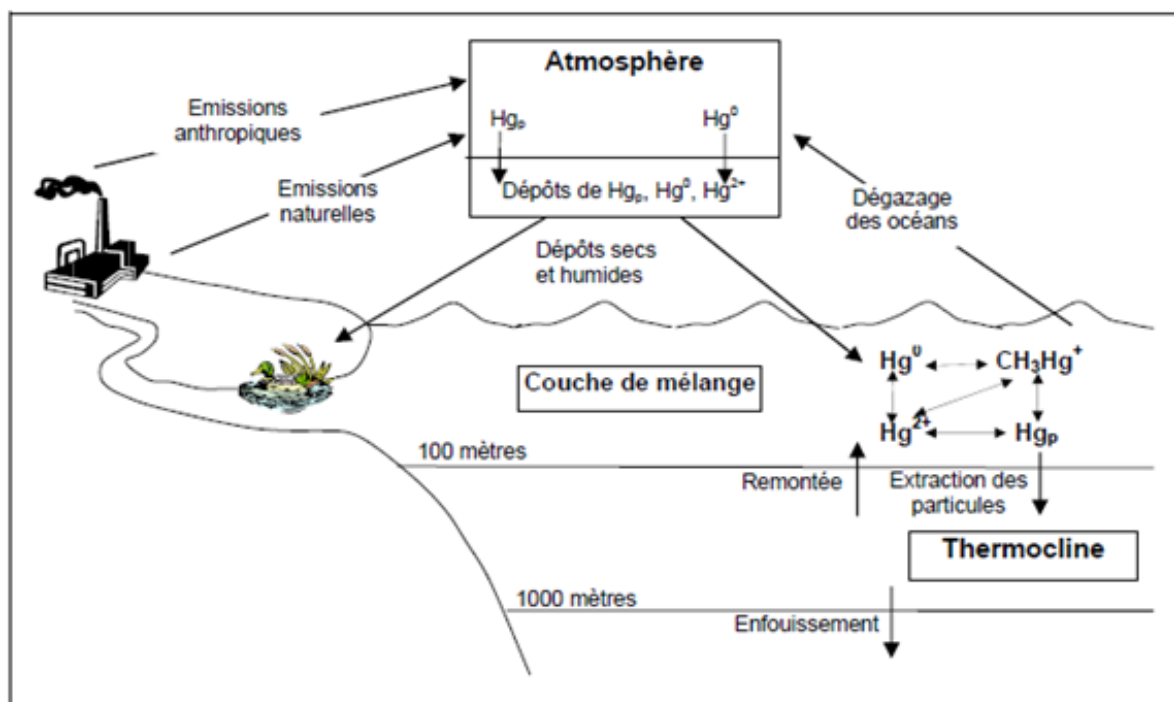 Atmosphère
Emissions
anthropiques
Hgₚ
Hg⁰
Emissions
naturelles
Dépôts de Hgₚ, Hg⁰, Hg²⁺
Dégazage
des océans
Dépôts secs
et humides
Hg⁰
CH₃Hg⁺
Couche de mélange
Hg²⁺
Hgₚ
100 mètres
Remontée
Extraction des
particules
Thermocline
1000 mètres
Enfouissement